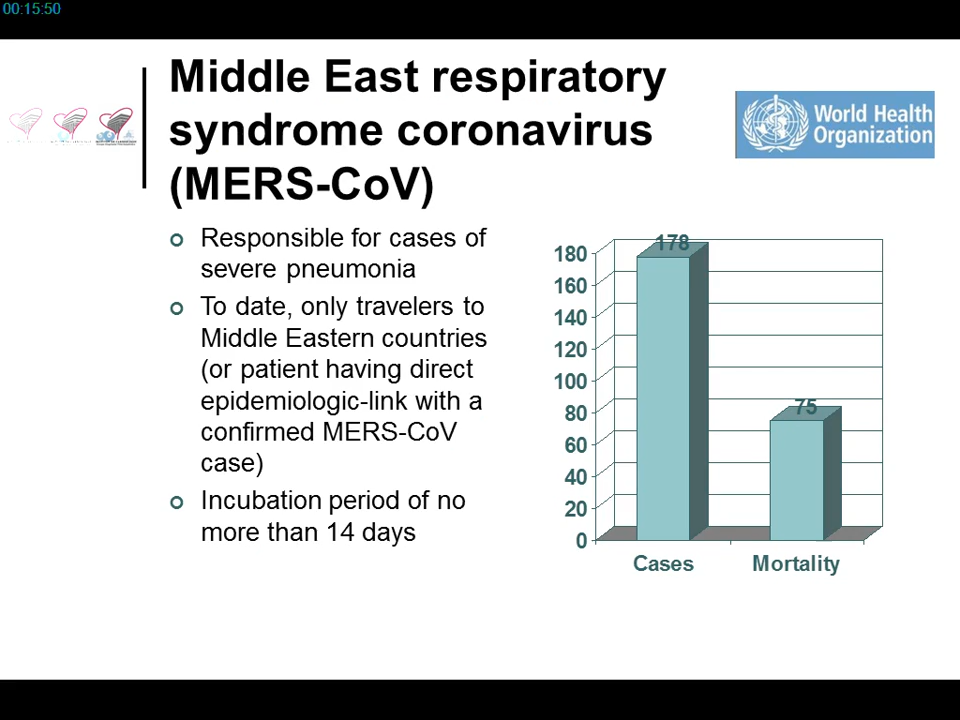 00:15:50
Middle East respiratory
syndrome coronavirus
(MERS-CoV)
World Health
Organization
Responsible for cases of
severe pneumonia
To date, only travelers to
Middle Eastern countries
(or patient having direct
epidemiologic-link with a
confirmed MERS-CoV
case)
Incubation period of no
more than 14 days
178
75
180
160
140
120
100
80
60
40
20
0
Cases
Mortality